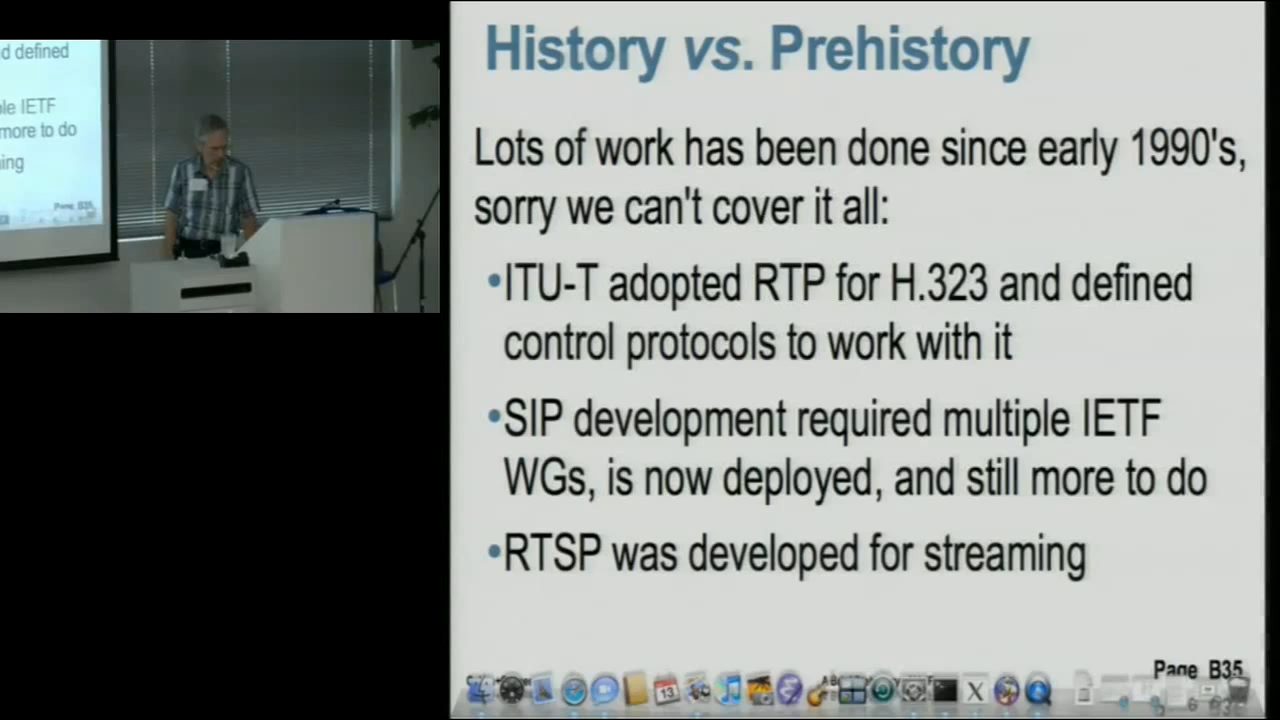 d defined
le IETF
more to do
ing
Page B35
History vs. Prehistory
Lots of work has been done since early 1990's,
sorry we can't cover it all:
•ITU-T adopted RTP for H.323 and defined
control protocols to work with it
•SIP development required multiple IETF
WGs, is now deployed, and still more to do
•RTSP was developed for streaming
Page B35
13
X